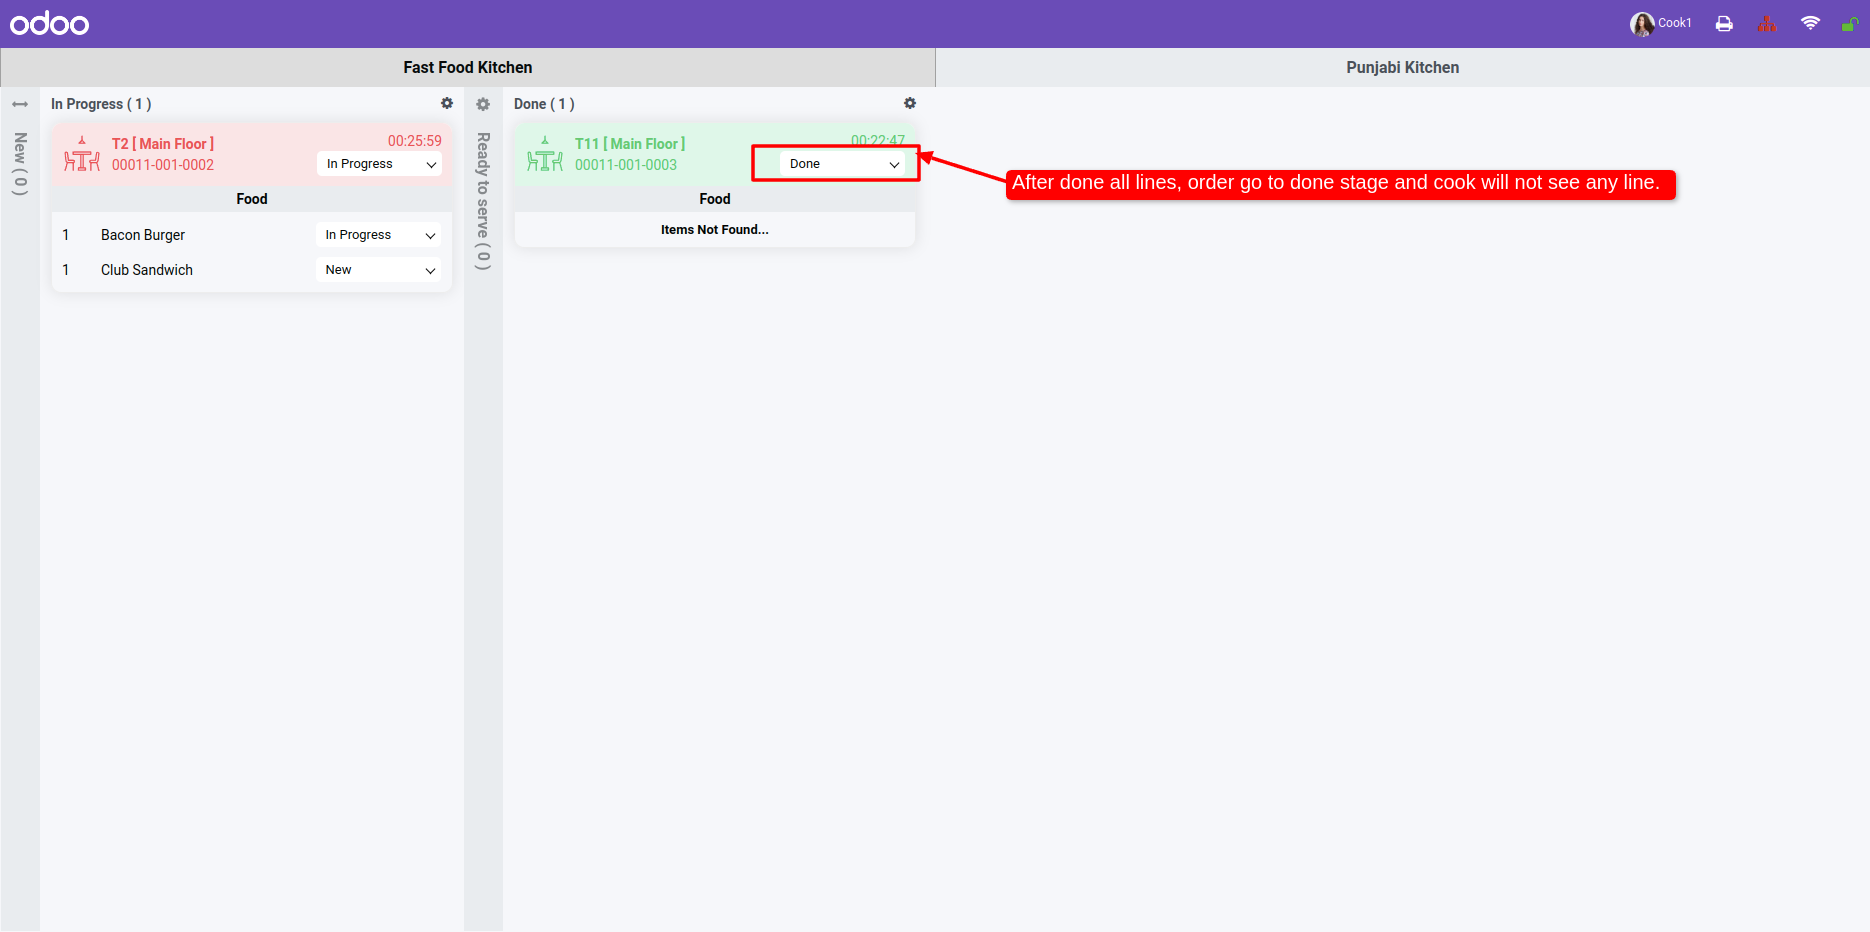 odoo
Cook1
Fast Food Kitchen
Punjabi Kitchen
New ( 0 )
In Progress ( 1 )
T2 [ Main Floor ]
00:25:59
00011-001-0002
In Progress
Food
1 Bacon Burger In Progress
1 Club Sandwich New
Ready to serve ( 0 )
Done ( 1 )
T11 [ Main Floor ]
00:22:47
00011-001-0003
Done
Food
Items Not Found...
After done all lines, order go to done stage and cook will not see any line.